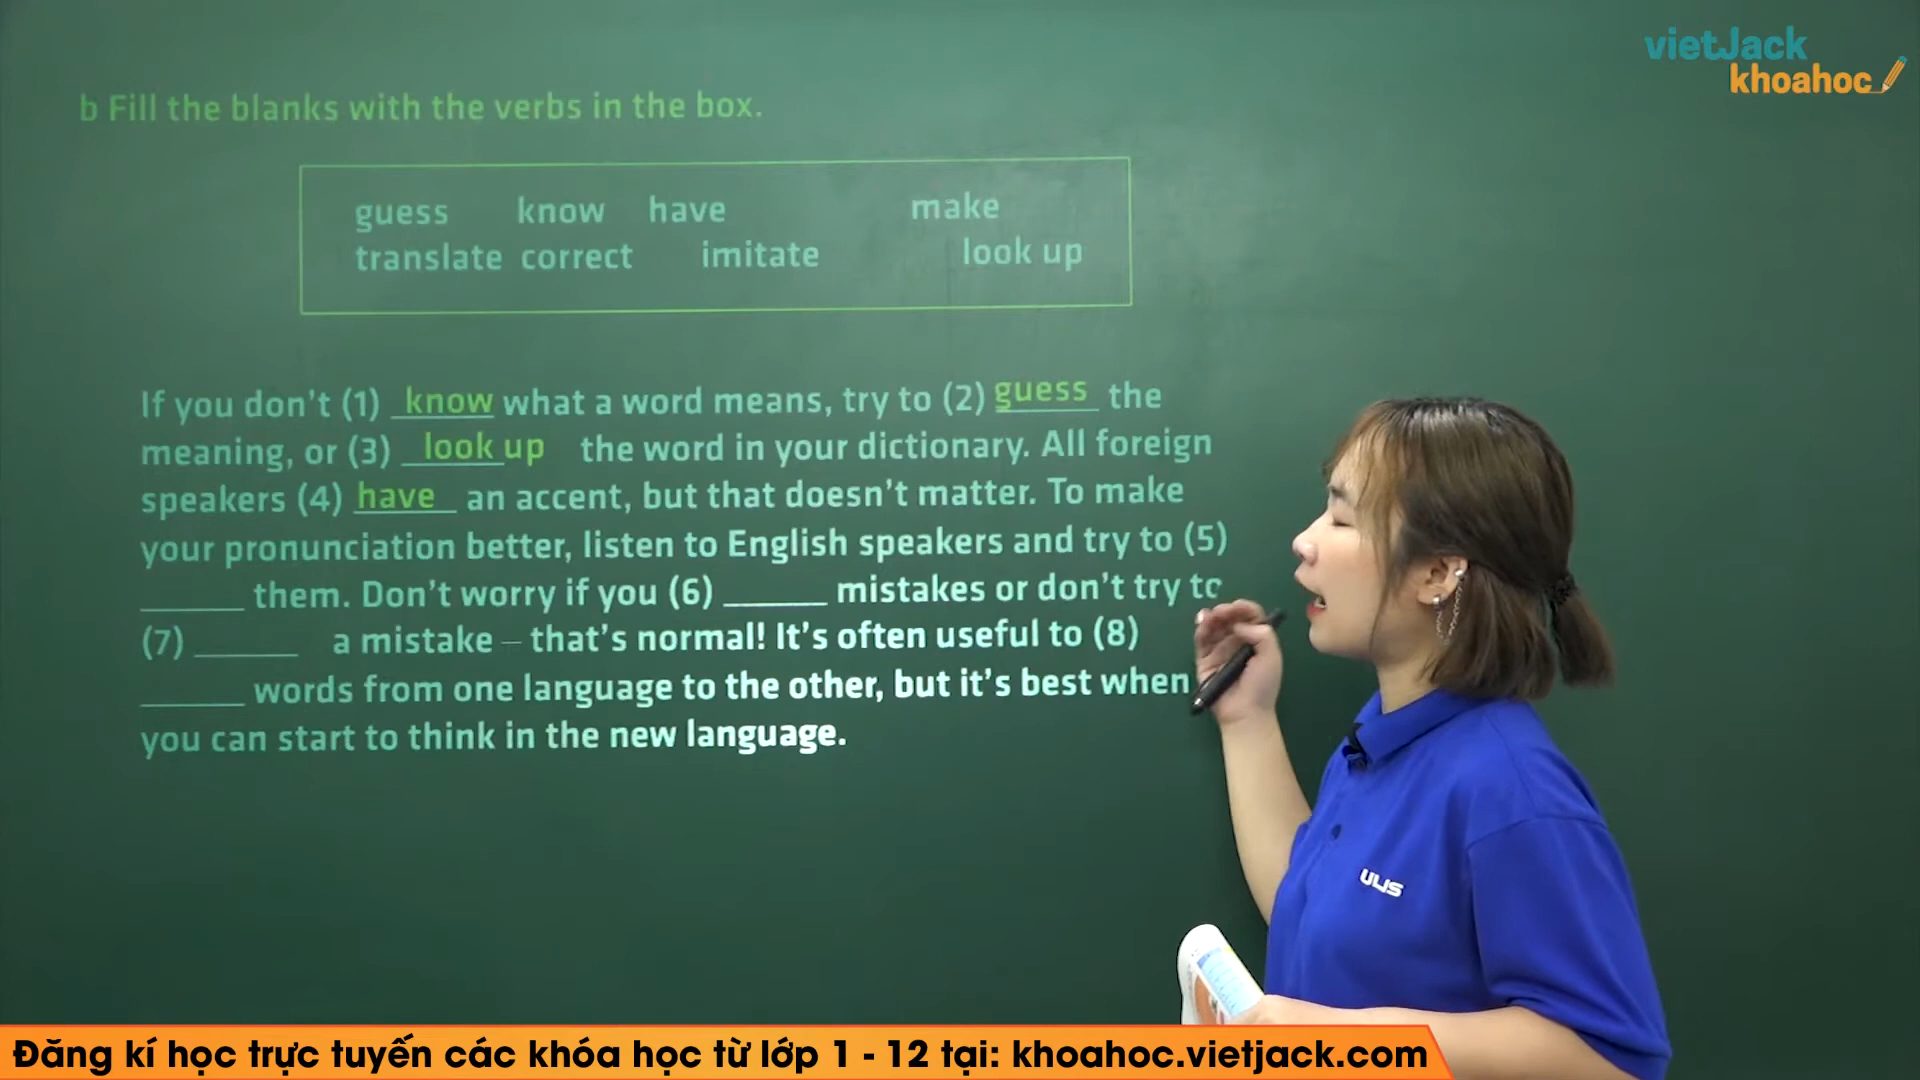 vietJack
khoahoc
b Fill the blanks with the verbs in the box.
guess know have make
translate correct imitate look up
If you don't (1) know what a word means, try to (2) guess the
meaning, or (3) look up the word in your dictionary. All foreign
speakers (4) have an accent, but that doesn't matter. To make
your pronunciation better, listen to English speakers and try to (5)
______ them. Don't worry if you (6) ______ mistakes or don't try to
(7) ______ a mistake – that's normal! It's often useful to (8)
______ words from one language to the other, but it's best when
you can start to think in the new language.
ULIS
Đăng kí học trực tuyến các khóa học từ lớp 1 - 12 tại: khoahoc.vietjack.com